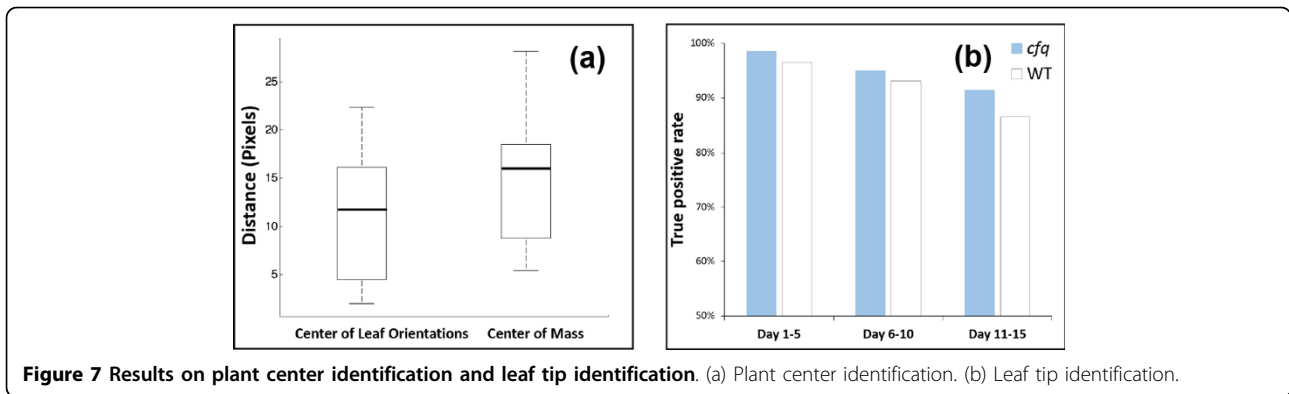 (a)
Distance (Pixels)
25
20
15
10
5
Center of Leaf Orientations
Center of Mass
(b)
cfq
WT
True positive rate
100%
90%
80%
70%
60%
50%
Day 1-5
Day 6-10
Day 11-15
Figure 7 Results on plant center identification and leaf tip identification. (a) Plant center identification. (b) Leaf tip identification.